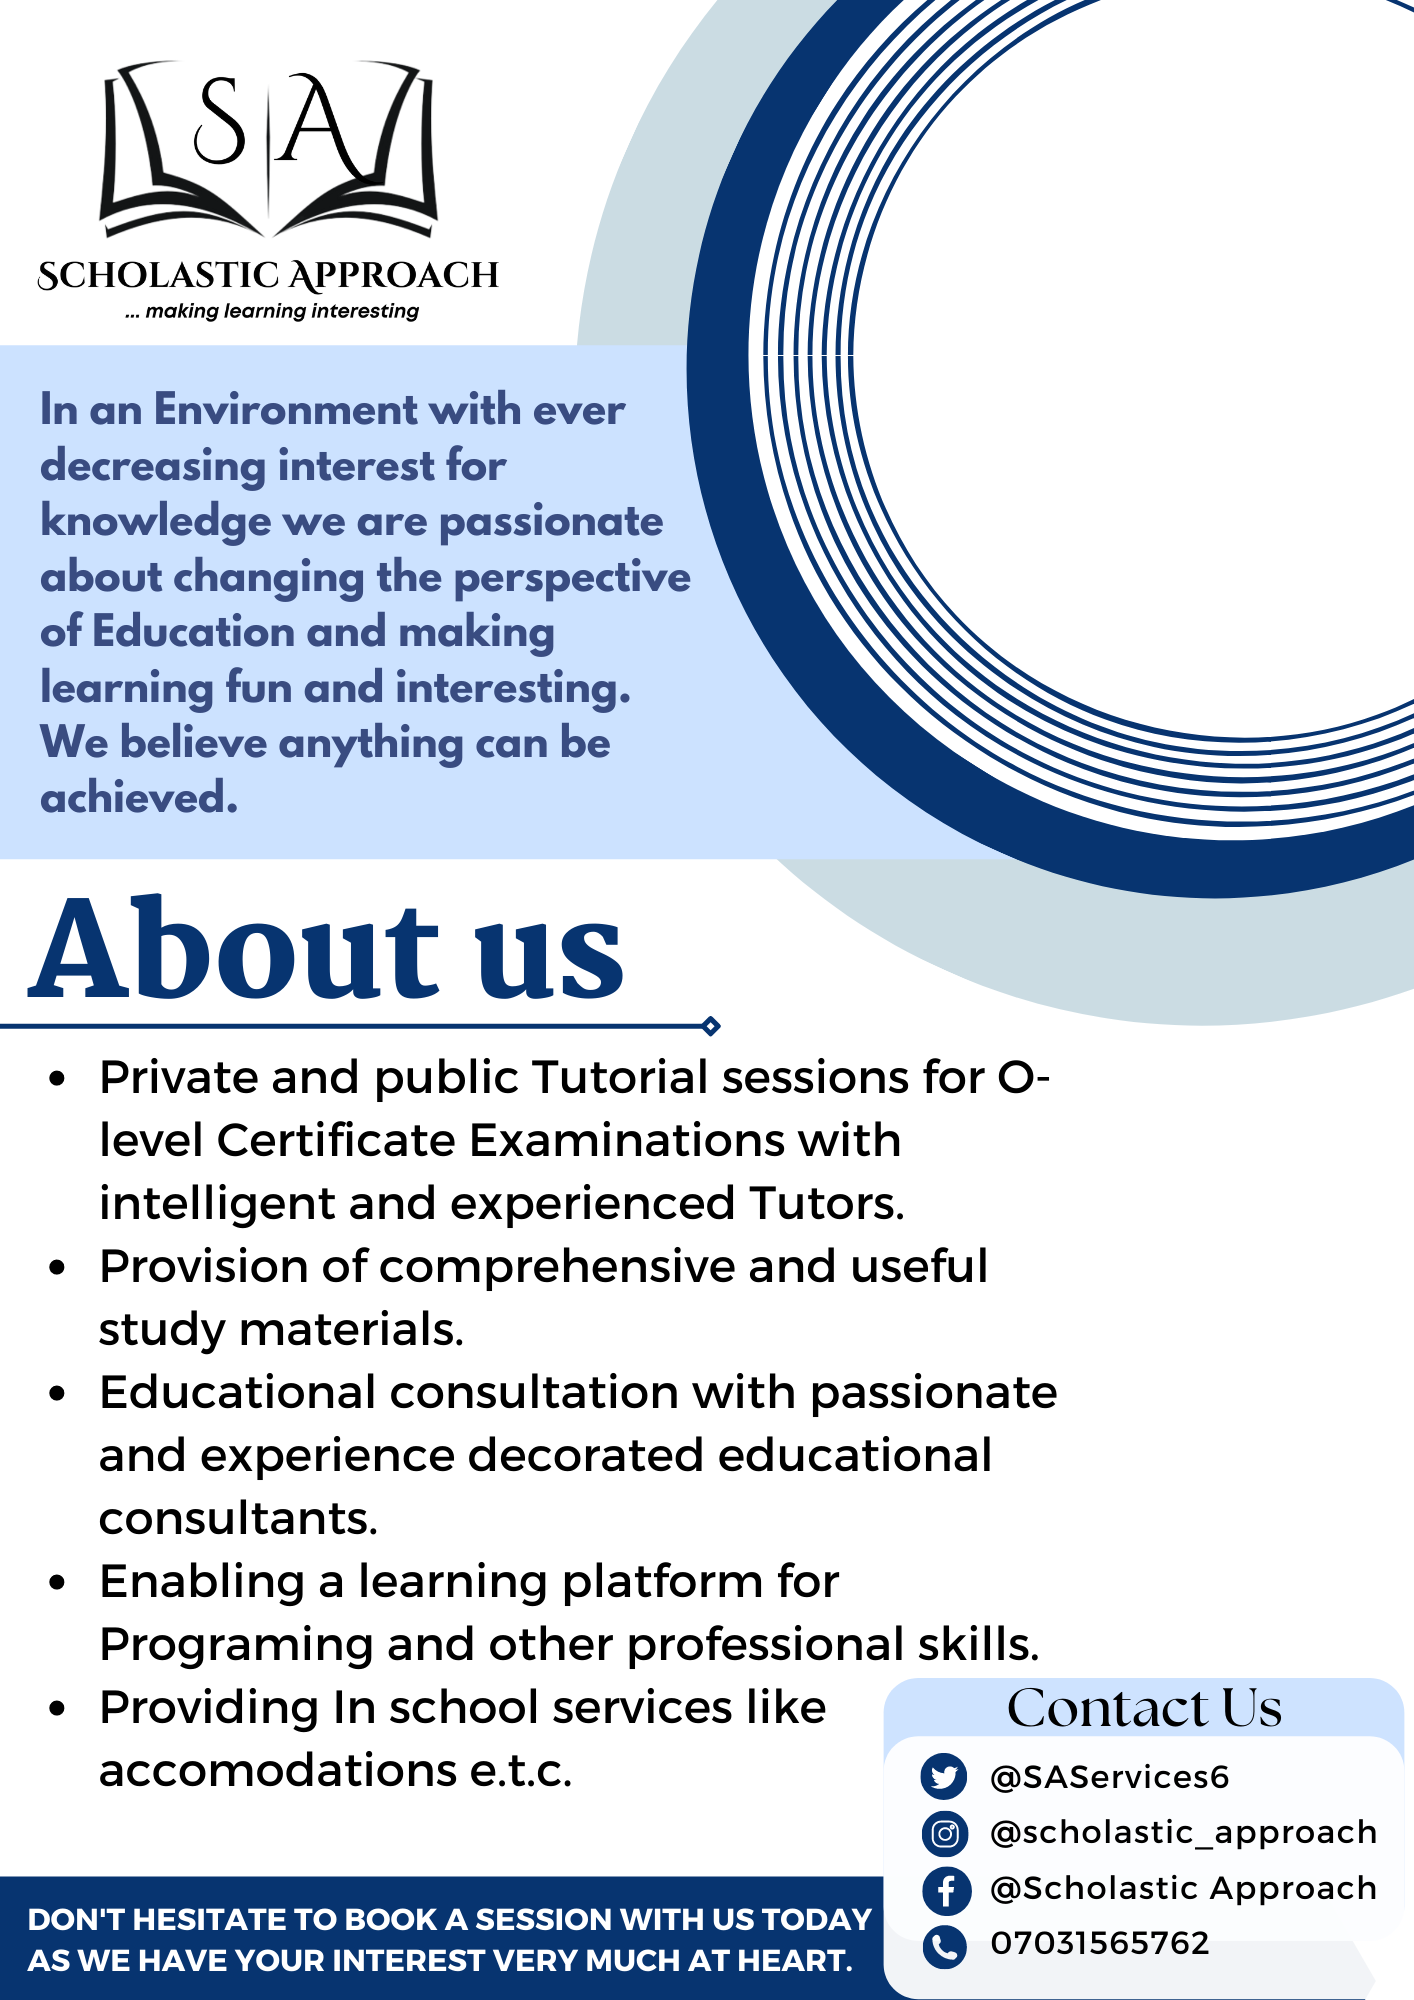 S A
Scholastic Approach
... making learning interesting
In an Environment with ever
decreasing interest for
knowledge we are passionate
about changing the perspective
of Education and making
learning fun and interesting.
We believe anything can be
achieved.
About us
• Private and public Tutorial sessions for O-
level Certificate Examinations with
intelligent and experienced Tutors.
• Provision of comprehensive and useful
study materials.
• Educational consultation with passionate
and experience decorated educational
consultants.
• Enabling a learning platform for
Programing and other professional skills.
• Providing In school services like
accomodations e.t.c.
Contact Us
@SAServices6
@scholastic_approach
@Scholastic Approach
07031565762
DON'T HESITATE TO BOOK A SESSION WITH US TODAY
AS WE HAVE YOUR INTEREST VERY MUCH AT HEART.